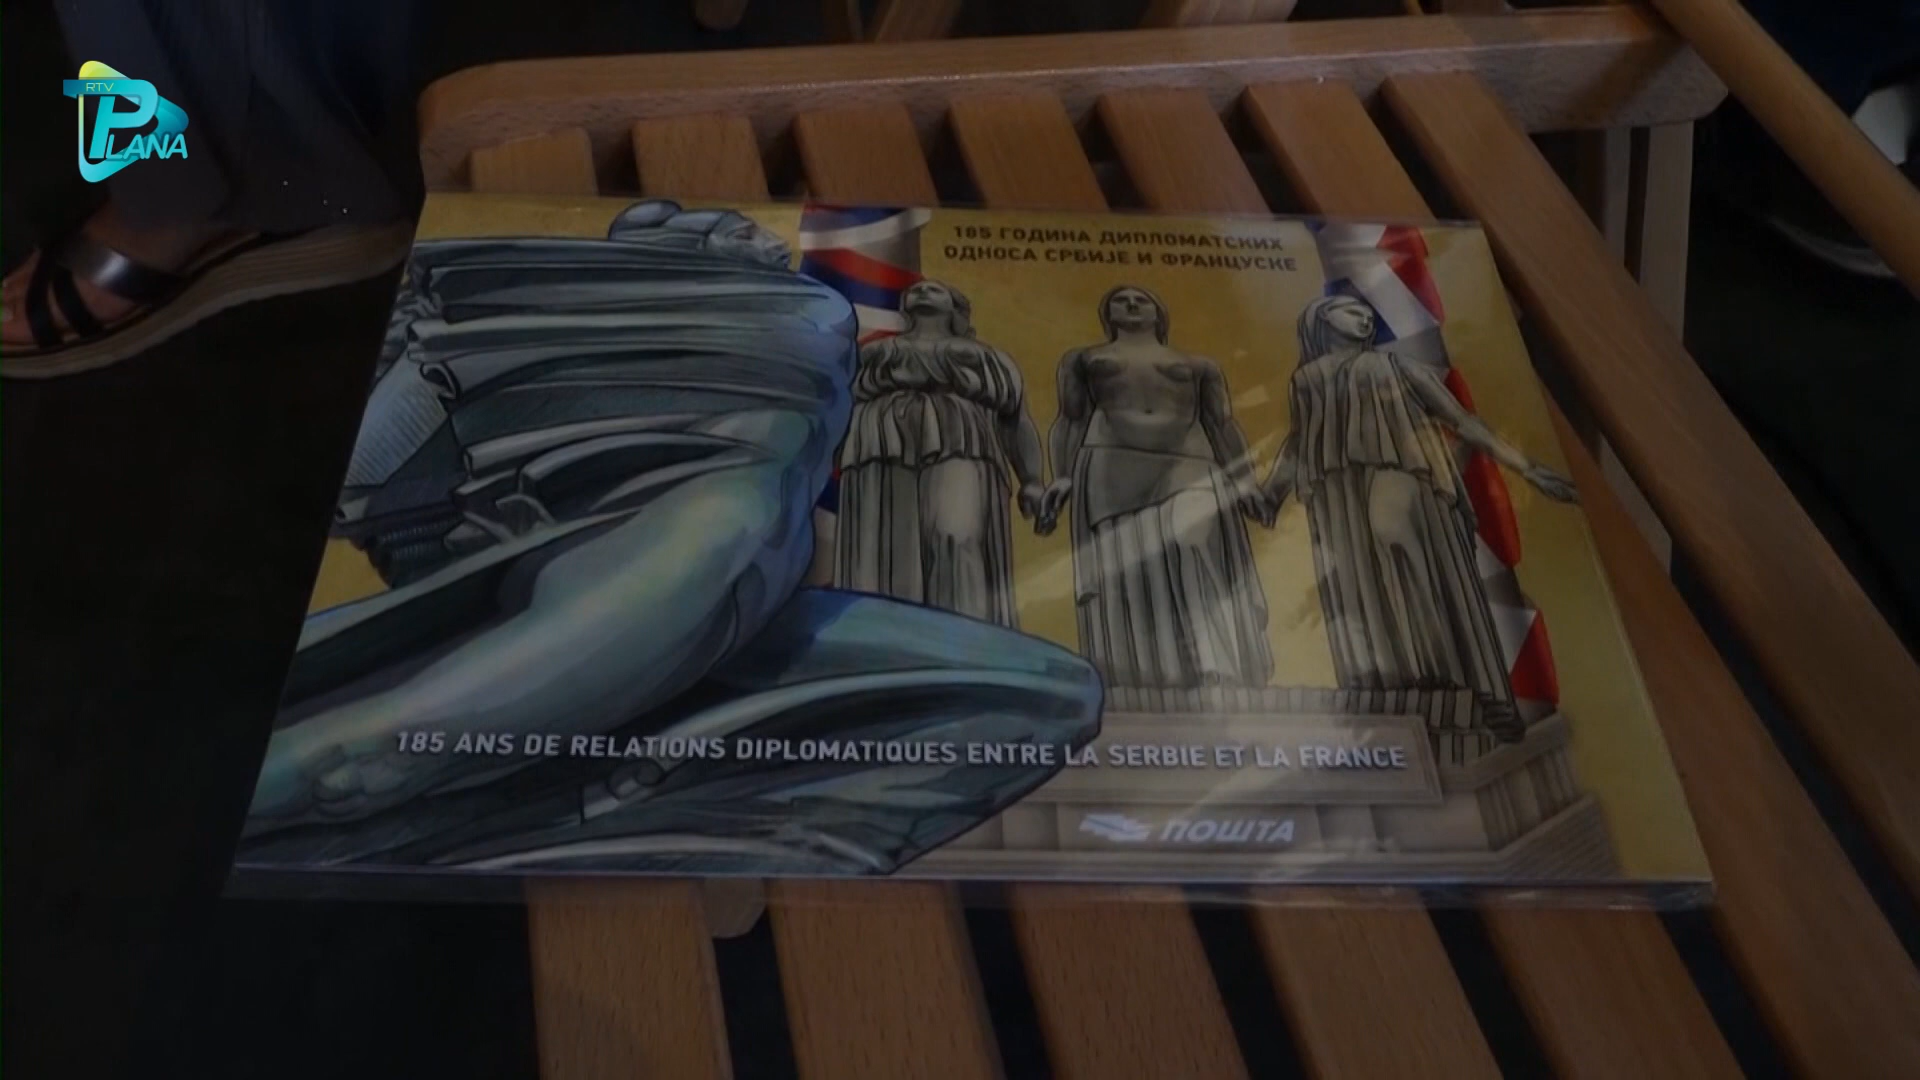 RTV
PLANA
185 ГОДИНА ДИПЛОМАТСКИХ
ОДНОСА СРБИЈЕ И ФРАНЦУСКЕ
185 ANS DE RELATIONS DIPLOMATIQUES ENTRE LA SERBIE ET LA FRANCE
ПОШТА